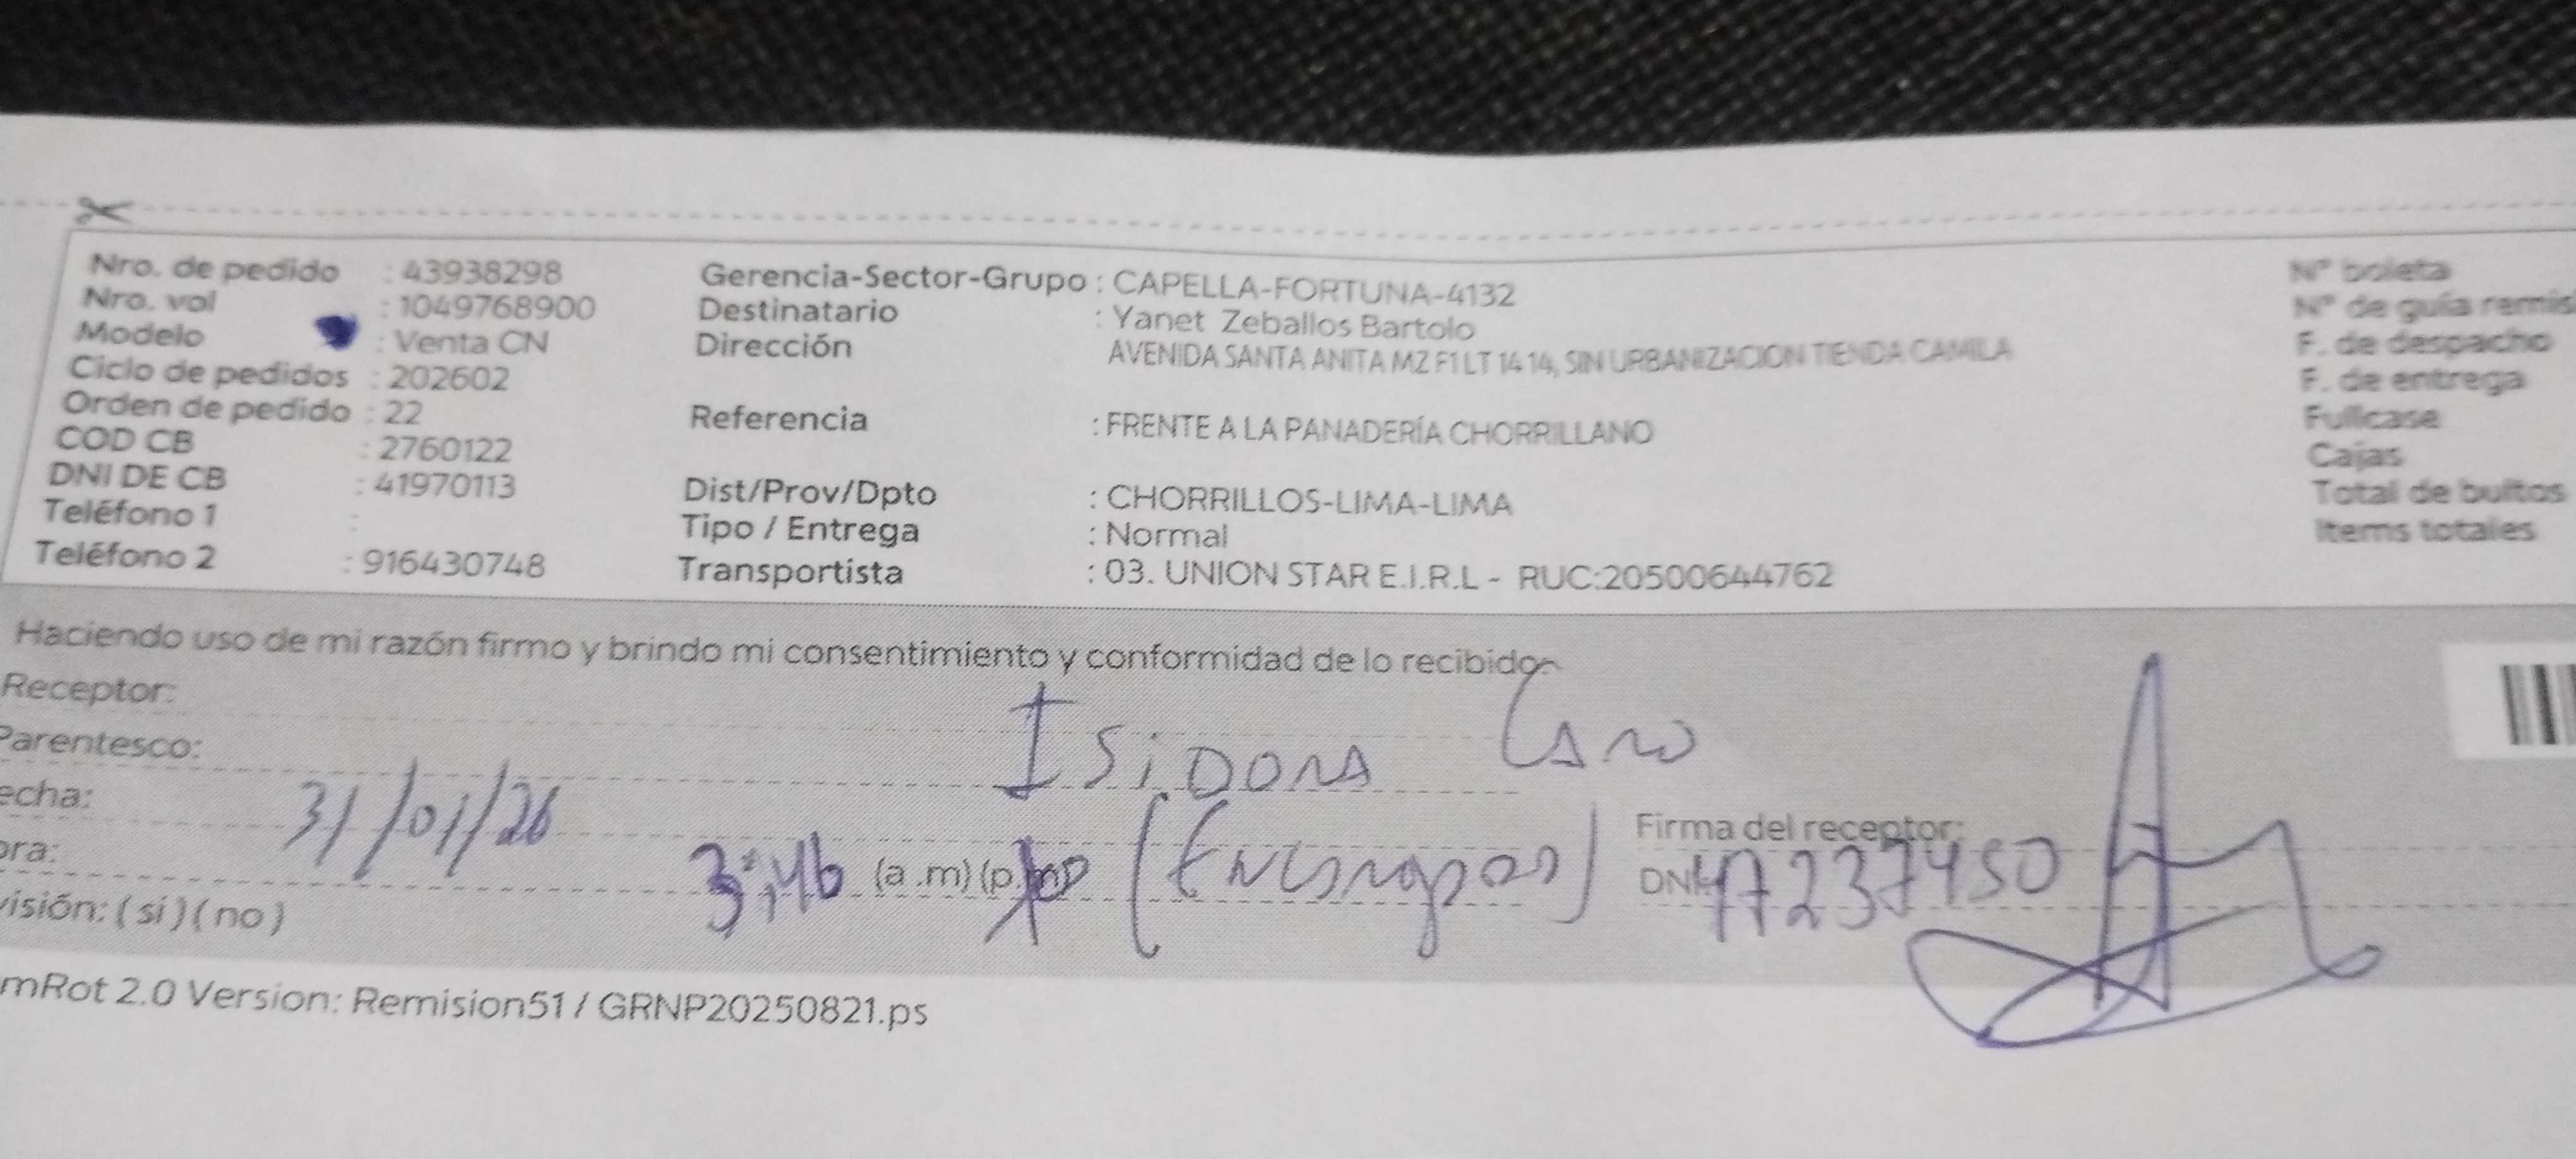 Nro. de pedido : 43938298
Nro. vol : 1049768900
Modelo : Venta CN
Ciclo de pedidos : 202602
Orden de pedido : 22
COD CB : 2760122
DNI DE CB : 41970113
Teléfono 1 :
Teléfono 2 : 916430748
Gerencia-Sector-Grupo : CAPELLA-FORTUNA-4132
Destinatario : Yanet Zeballos Bartolo
Dirección AVENIDA SANTA ANITA MZ F1 LT 14 14, SIN URBANIZACION TIENDA CAMILA
Referencia : FRENTE A LA PANADERÍA CHORRILLANO
Dist/Prov/Dpto : CHORRILLOS-LIMA-LIMA
Tipo / Entrega : Normal
Transportista : 03. UNION STAR E.I.R.L - RUC:20500644762
N° boleta
N° de guía remis
F. de despacho
F. de entrega
Fullcase
Cajas
Total de bultos
Items totales
Haciendo uso de mi razón firmo y brindo mi consentimiento y conformidad de lo recibido.
Receptor:
Isidora Caro
Parentesco:
echa: 31/01/26
ora: 3:46 (a.m)(p.m)
Firma del receptor:
DNI: 47237450
visión: ( si ) ( no )
mRot 2.0 Version: Remision51 / GRNP20250821.ps